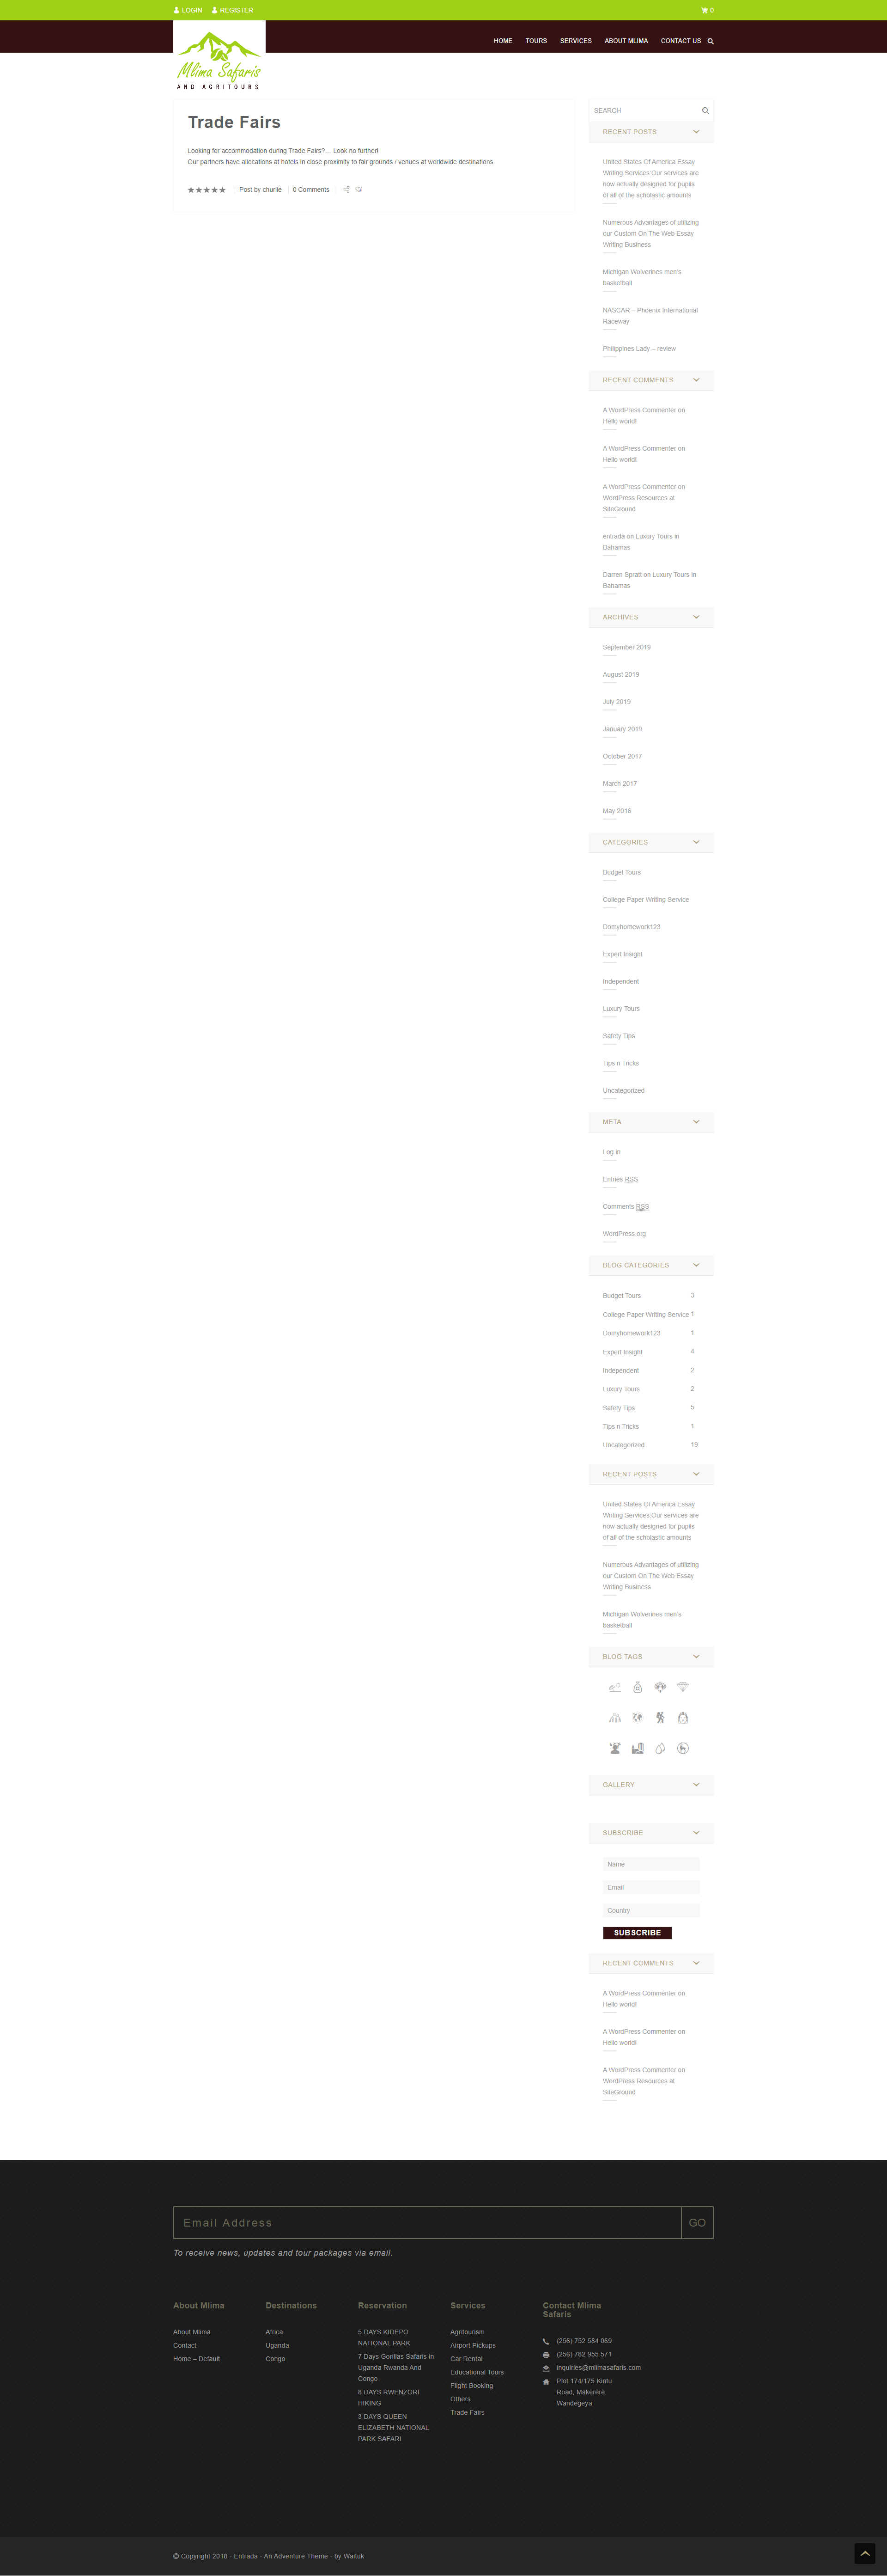 LOGIN REGISTER 0
Mlima Safaris
AND AGRITOURS
HOME TOURS SERVICES ABOUT MLIMA CONTACT US
Trade Fairs
Looking for accommodation during Trade Fairs?… Look no further!
Our partners have allocations at hotels in close proximity to fair grounds / venues at worldwide destinations.
Post by churlie 0 Comments
SEARCH
RECENT POSTS
United States Of America Essay
Writing Services:Our services are
now actually designed for pupils
of all of the scholastic amounts
Numerous Advantages of utilizing
our Custom On The Web Essay
Writing Business
Michigan Wolverines men's
basketball
NASCAR – Phoenix International
Raceway
Philippines Lady – review
RECENT COMMENTS
A WordPress Commenter on
Hello world!
A WordPress Commenter on
Hello world!
A WordPress Commenter on
WordPress Resources at
SiteGround
entrada on Luxury Tours in
Bahamas
Darren Spratt on Luxury Tours in
Bahamas
ARCHIVES
September 2019
August 2019
July 2019
January 2019
October 2017
March 2017
May 2016
CATEGORIES
Budget Tours
College Paper Writing Service
Domyhomework123
Expert Insight
Independent
Luxury Tours
Safety Tips
Tips n Tricks
Uncategorized
META
Log in
Entries RSS
Comments RSS
WordPress.org
BLOG CATEGORIES
Budget Tours 3
College Paper Writing Service 1
Domyhomework123 1
Expert Insight 4
Independent 2
Luxury Tours 2
Safety Tips 5
Tips n Tricks 1
Uncategorized 19
RECENT POSTS
United States Of America Essay
Writing Services:Our services are
now actually designed for pupils
of all of the scholastic amounts
Numerous Advantages of utilizing
our Custom On The Web Essay
Writing Business
Michigan Wolverines men's
basketball
BLOG TAGS
GALLERY
SUBSCRIBE
Name
Email
Country
SUBSCRIBE
RECENT COMMENTS
A WordPress Commenter on
Hello world!
A WordPress Commenter on
Hello world!
A WordPress Commenter on
WordPress Resources at
SiteGround
Email Address GO
To receive news, updates and tour packages via email.
About Mlima
About Mlima
Contact
Home – Default
Destinations
Africa
Uganda
Congo
Reservation
5 DAYS KIDEPO
NATIONAL PARK
7 Days Gorillas Safaris in
Uganda Rwanda And
Congo
8 DAYS RWENZORI
HIKING
3 DAYS QUEEN
ELIZABETH NATIONAL
PARK SAFARI
Services
Agritourism
Airport Pickups
Car Rental
Educational Tours
Flight Booking
Others
Trade Fairs
Contact Mlima
Safaris
(256) 752 584 069
(256) 782 955 571
inquiries@mlimasafaris.com
Plot 174/175 Kintu
Road, Makerere,
Wandegeya
© Copyright 2018 - Entrada - An Adventure Theme - by Waituk